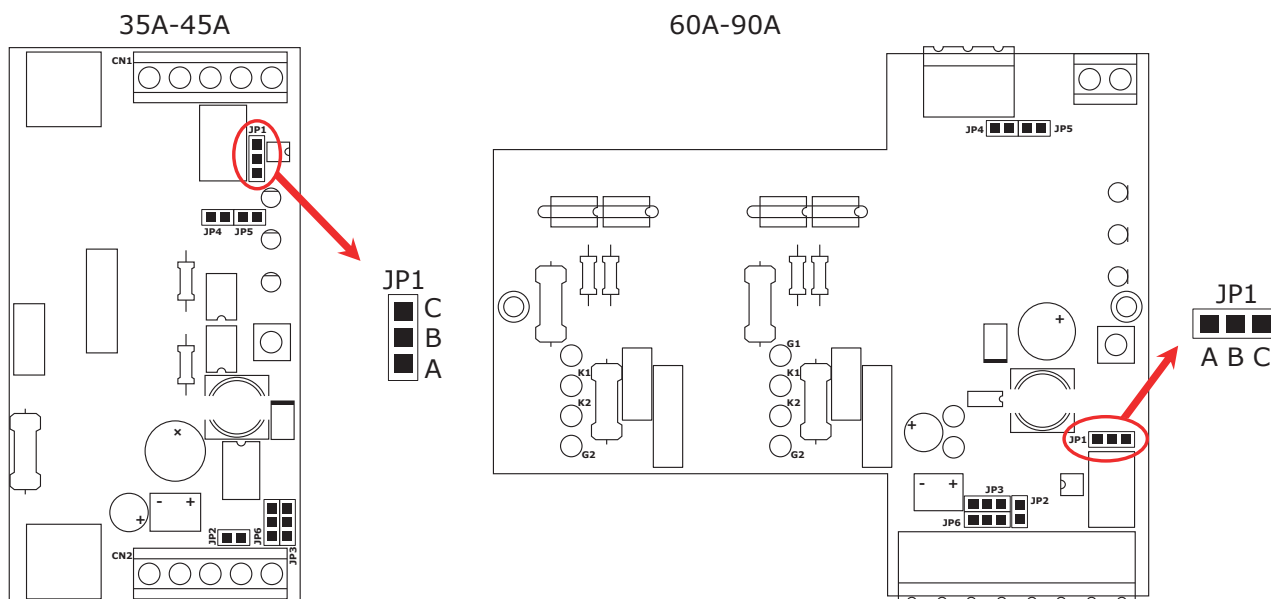 35A-45A
CN1
JP1
JP4 JP5
JP1
C
B
A
JP2
JP6
JP3
CN2
60A-90A
JP4 JP5
G1
K1 K1
K2 K2
G2 G2
JP1
A B C
JP1
JP3
JP2
JP6